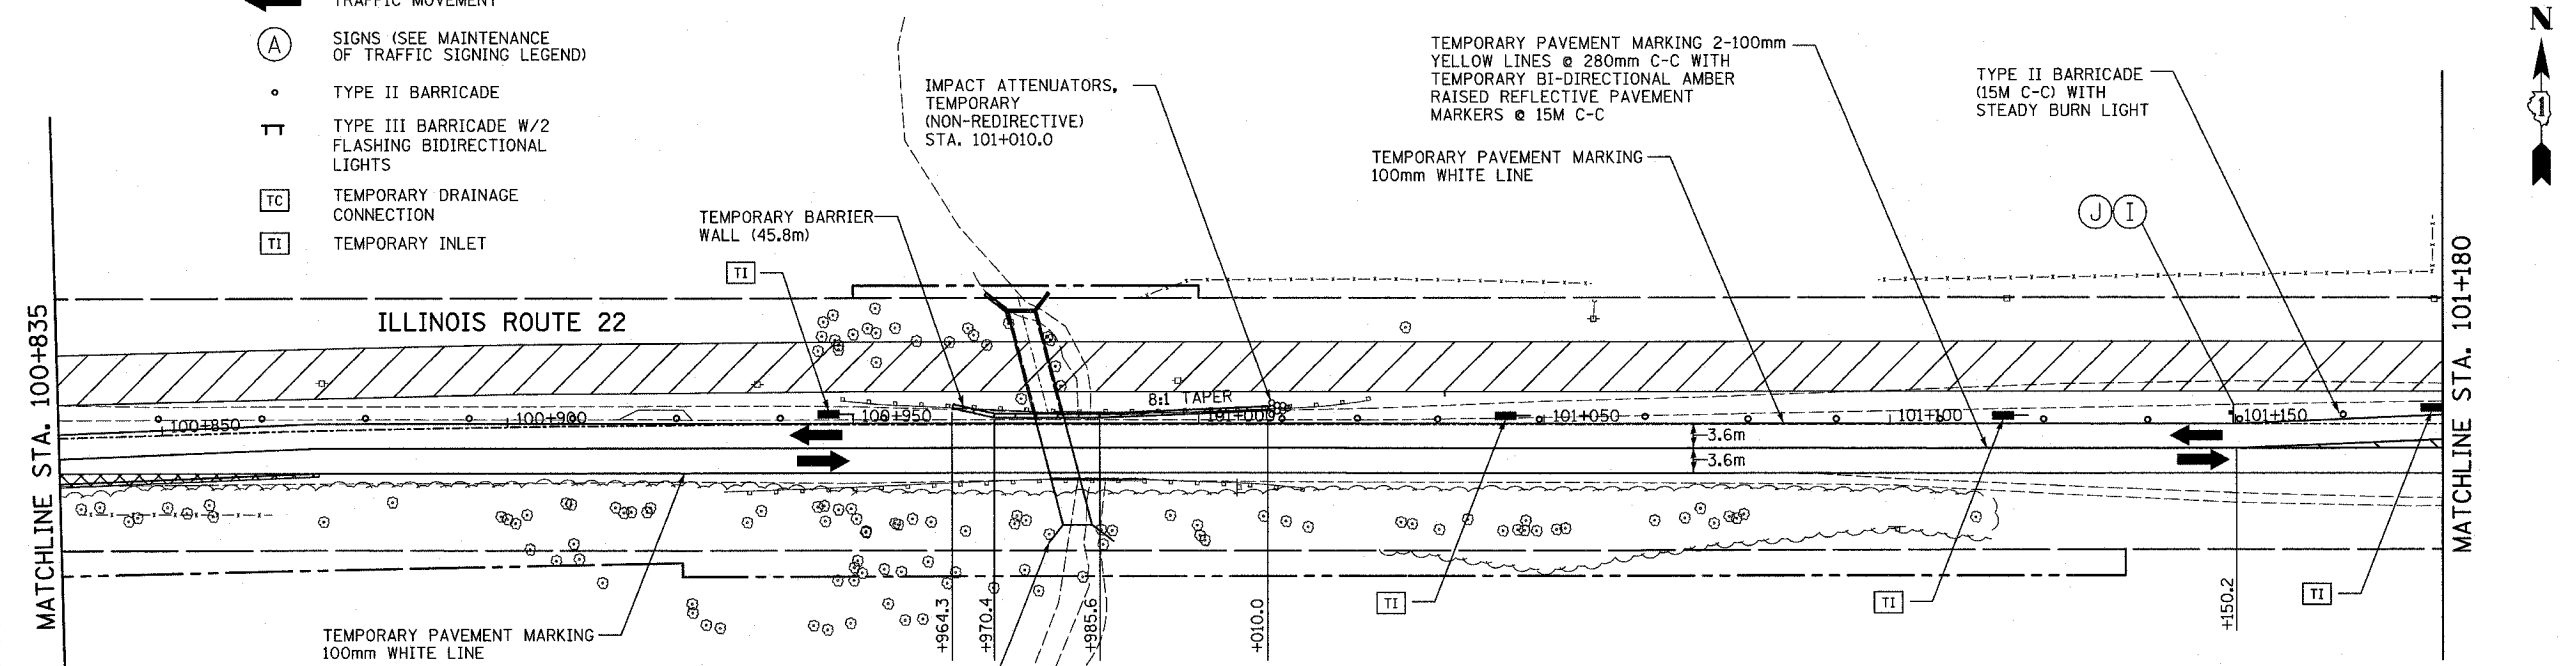 TRAFFIC MOVEMENT
A
SIGNS (SEE MAINTENANCE
OF TRAFFIC SIGNING LEGEND)
TYPE II BARRICADE
TYPE III BARRICADE W/2
FLASHING BIDIRECTIONAL
LIGHTS
TC
TEMPORARY DRAINAGE
CONNECTION
TI
TEMPORARY INLET
TEMPORARY BARRIER
WALL (45.8m)
TI
IMPACT ATTENUATORS,
TEMPORARY
(NON-REDIRECTIVE)
STA. 101+010.0
TEMPORARY PAVEMENT MARKING 2-100mm
YELLOW LINES @ 280mm C-C WITH
TEMPORARY BI-DIRECTIONAL AMBER
RAISED REFLECTIVE PAVEMENT
MARKERS @ 15M C-C
TEMPORARY PAVEMENT MARKING
100mm WHITE LINE
TYPE II BARRICADE
(15M C-C) WITH
STEADY BURN LIGHT
J I
N
1
MATCHLINE STA. 100+835
ILLINOIS ROUTE 22
MATCHLINE STA. 101+180
8:1 TAPER
100+850
100+900
100+950
101+000
101+050
101+100
101+150
3.6m
3.6m
+964.3
+970.4
+985.6
+010.0
+150.2
TI
TI
TI
TEMPORARY PAVEMENT MARKING
100mm WHITE LINE